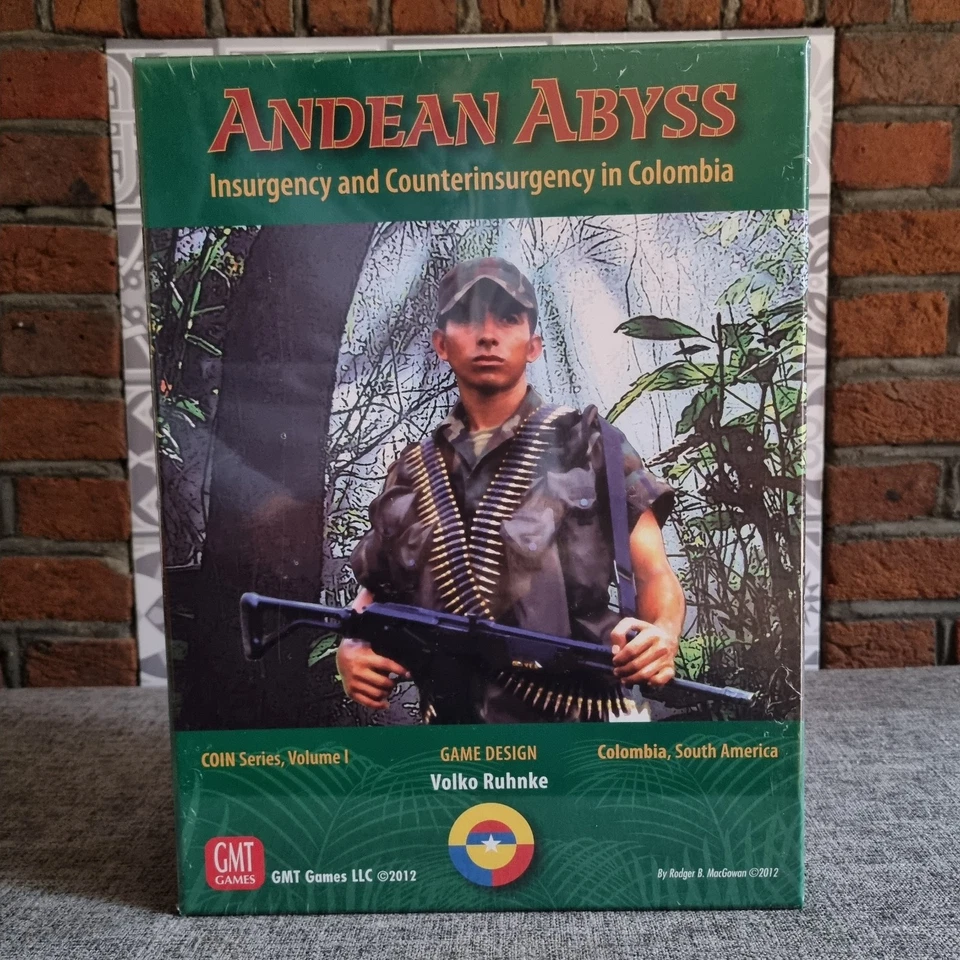 ANDEAN ABYSS
Insurgency and Counterinsurgency in Colombia
COIN Series, Volume I
GAME DESIGN
Volko Ruhnke
Colombia, South America
GMT
GAMES
GMT Games LLC ©2012
By Rodger B. MacGowan ©2012